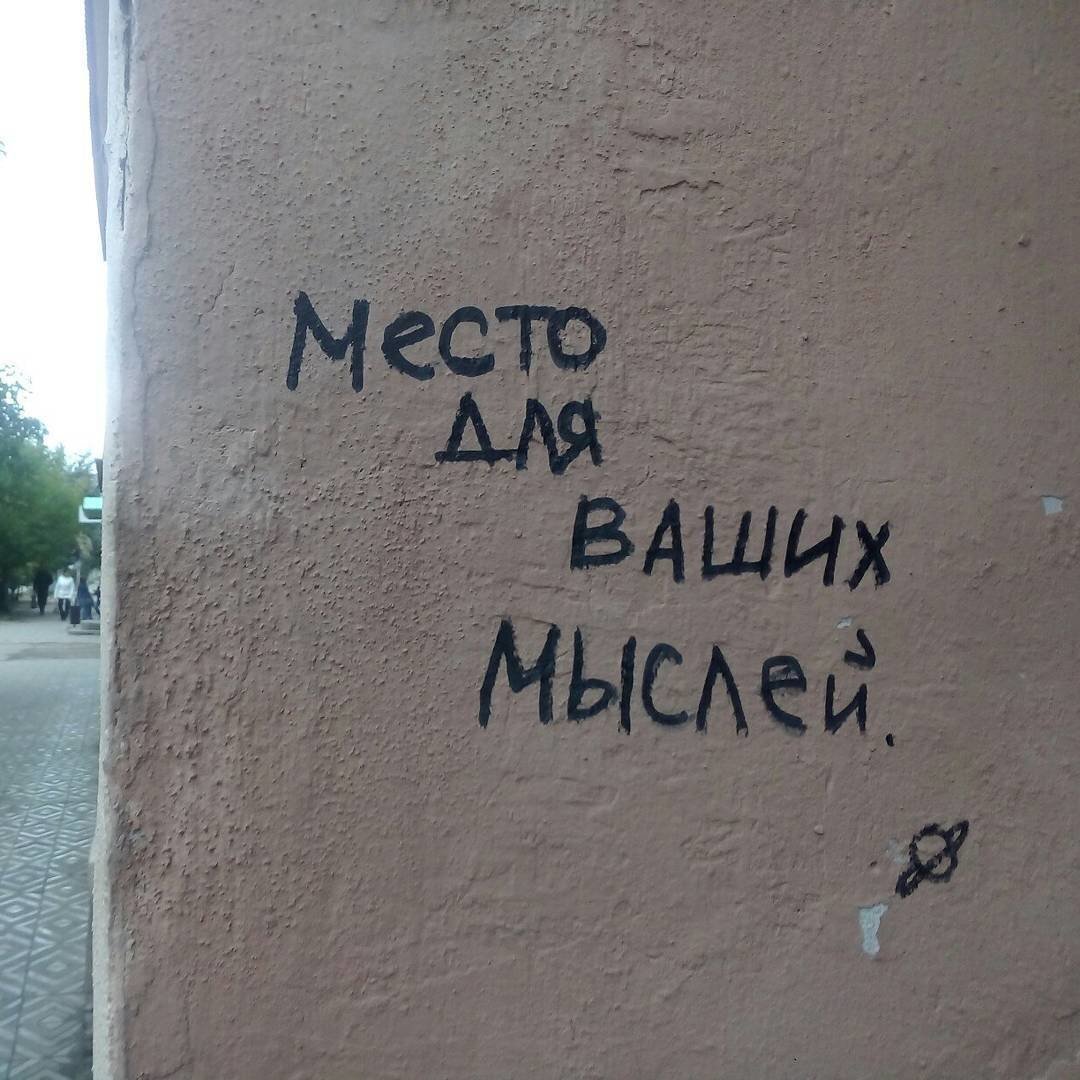 Место
для
ваших
мыслей.